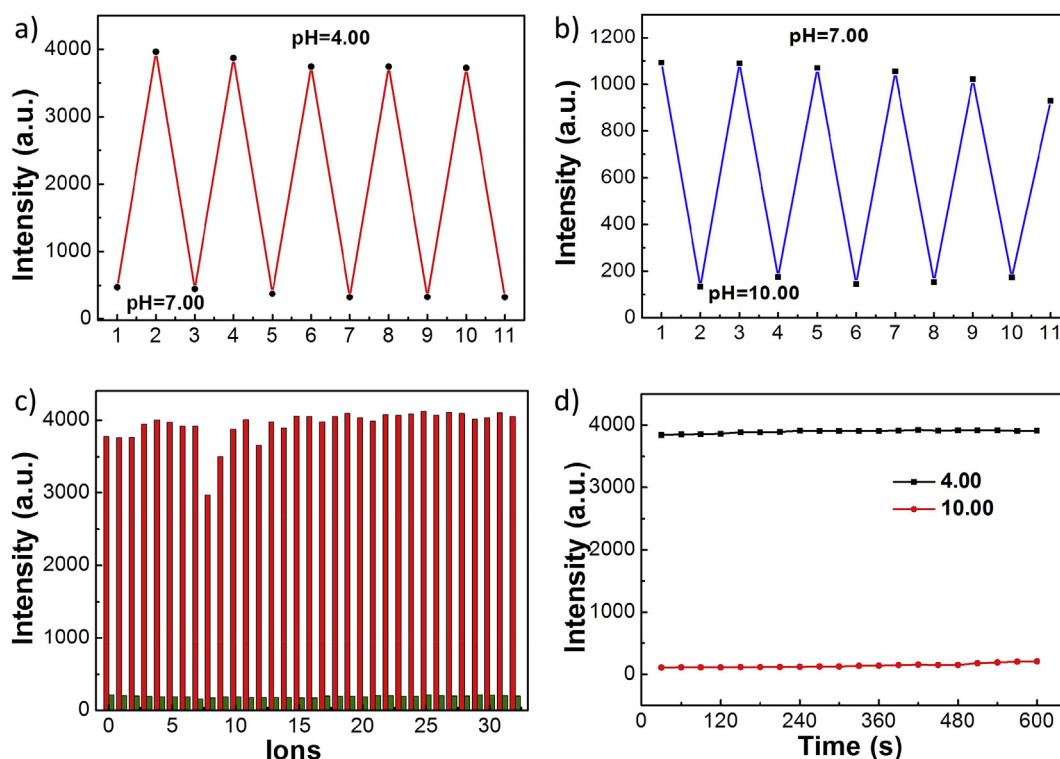 a)
pH=4.00
4000
3000
2000
1000
0
Intensity (a.u.)
pH=7.00
1 2 3 4 5 6 7 8 9 10 11
b)
pH=7.00
1200
1000
800
600
400
200
0
Intensity (a.u.)
pH=10.00
1 2 3 4 5 6 7 8 9 10 11
c)
4000
3000
2000
1000
0
Intensity (a.u.)
0 5 10 15 20 25 30
Ions
d)
4000
3000
2000
1000
0
Intensity (a.u.)
4.00
10.00
0 120 240 360 480 600
Time (s)